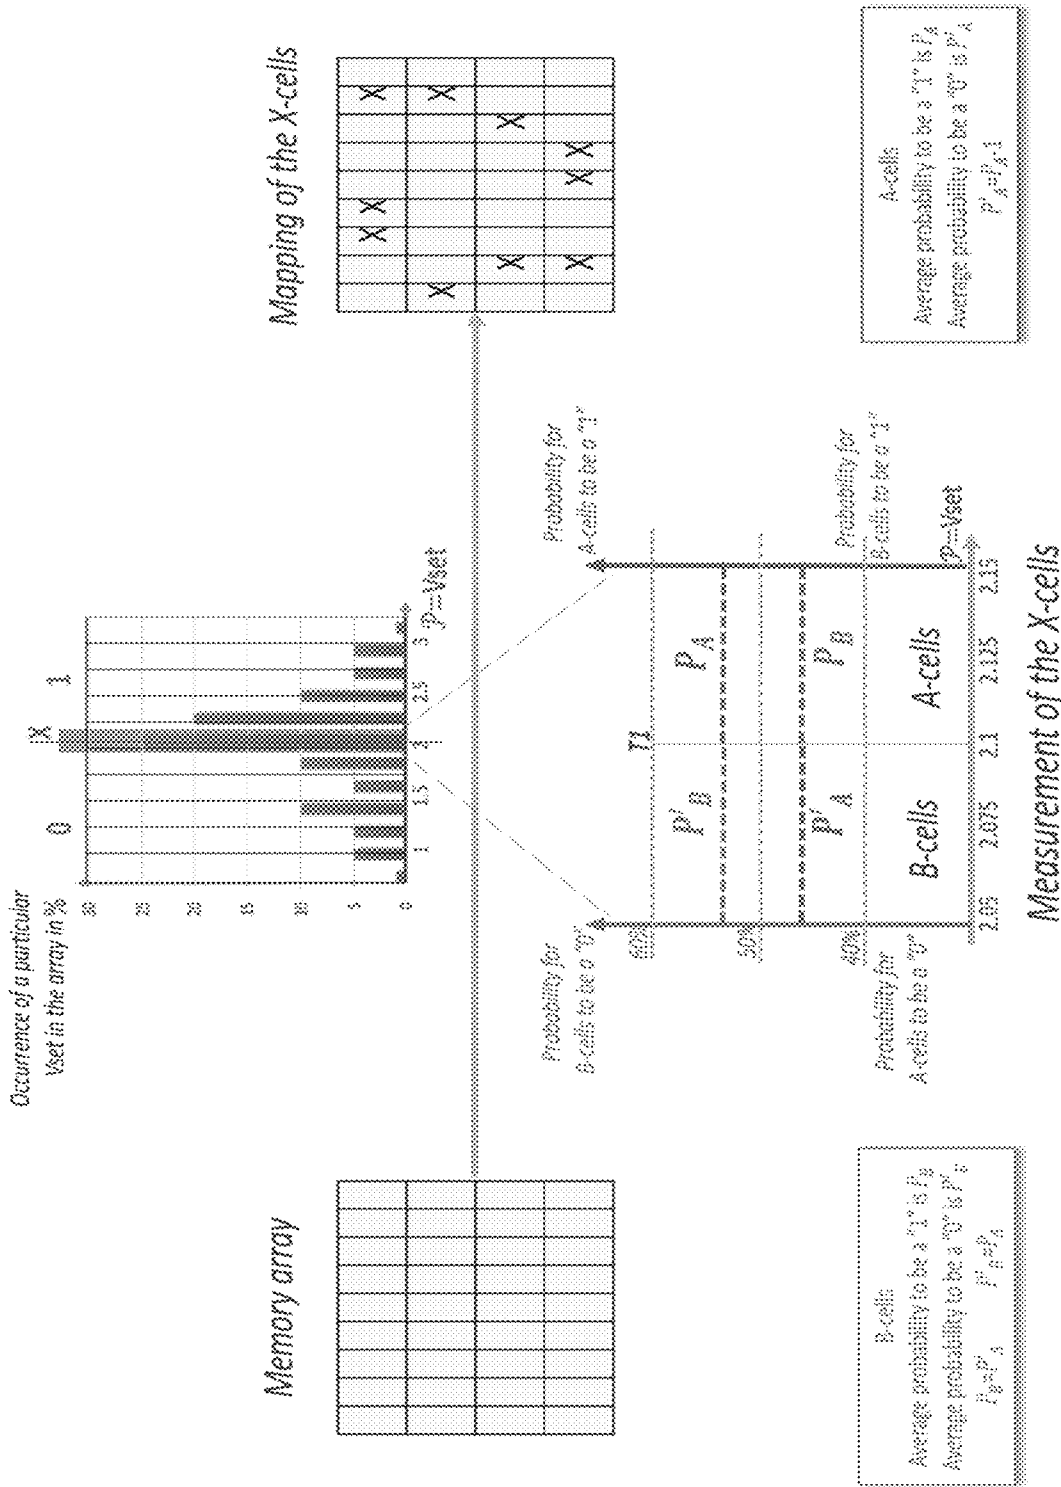 Memory array
Occurrence of a particular
Vset in the array in %
0
X
1
30
25
20
15
10
5
0
1
1.5
2
2.5
3
P=Vset
Mapping of the X-cells
X X X
X X
X X
X X X
Probability for
B-cells to be a "0"
Probability for
A-cells to be a "1"
60%
50%
40%
T1
P'B
PA
P'A
PB
B-cells
A-cells
Probability for
A-cells to be a "0"
Probability for
B-cells to be a "1"
P=Vset
2.05
2.075
2.1
2.125
2.15
Measurement of the X-cells
B-cells
Average probability to be a "1" is PB
Average probability to be a "0" is P'B
PB=P'A P'B=PA
A-cells
Average probability to be a "1" is PA
Average probability to be a "0" is P'A
P'A=PA-1